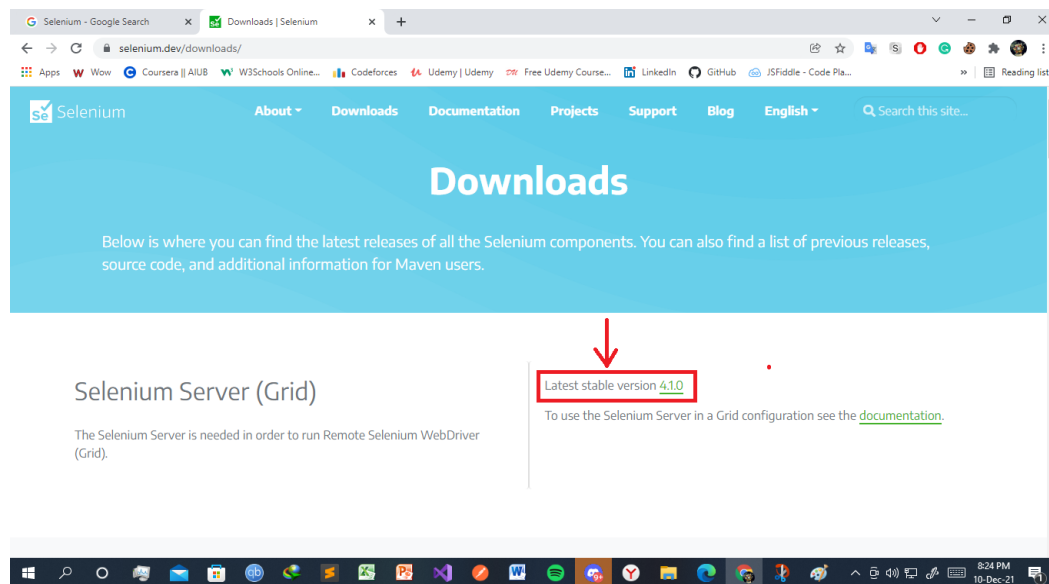 Selenium - Google Search
Downloads | Selenium
selenium.dev/downloads/
Apps
Wow
Coursera || AIUB
W3Schools Online...
Codeforces
Udemy | Udemy
Free Udemy Course...
LinkedIn
GitHub
JSFiddle - Code Pla...
»
Reading list
Se Selenium
About
Downloads
Documentation
Projects
Support
Blog
English
Search this site...
Downloads
Below is where you can find the latest releases of all the Selenium components. You can also find a list of previous releases,
source code, and additional information for Maven users.
Selenium Server (Grid)
The Selenium Server is needed in order to run Remote Selenium WebDriver
(Grid).
Latest stable version 4.1.0
To use the Selenium Server in a Grid configuration see the documentation.
8:24 PM
10-Dec-21